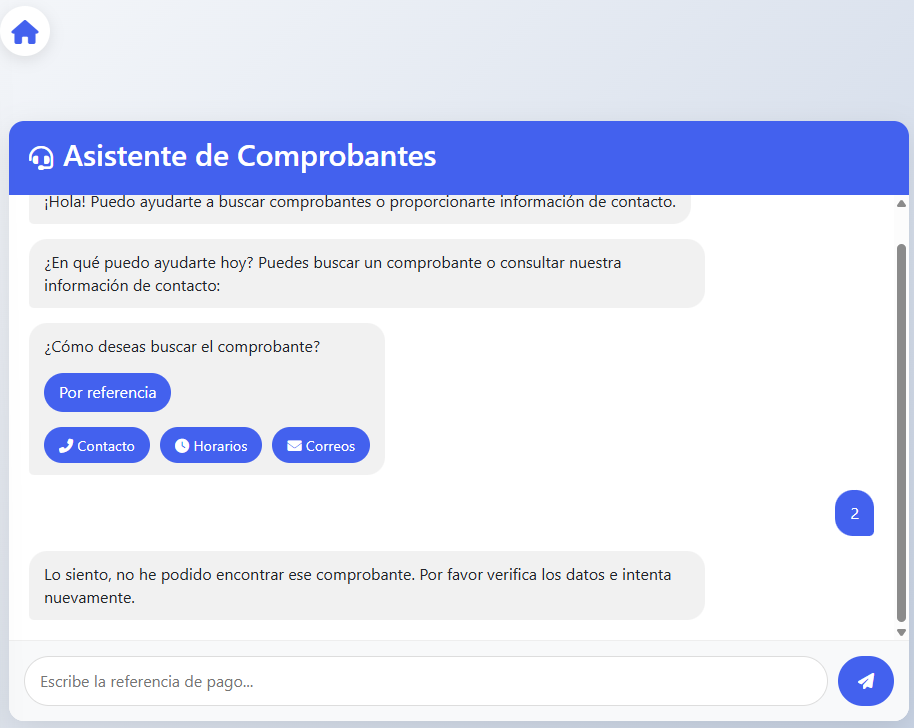 Asistente de Comprobantes
¡Hola! Puedo ayudarte a buscar comprobantes o proporcionarte información de contacto.
¿En qué puedo ayudarte hoy? Puedes buscar un comprobante o consultar nuestra
información de contacto:
¿Cómo deseas buscar el comprobante?
Por referencia
Contacto Horarios Correos
2
Lo siento, no he podido encontrar ese comprobante. Por favor verifica los datos e intenta
nuevamente.
Escribe la referencia de pago...